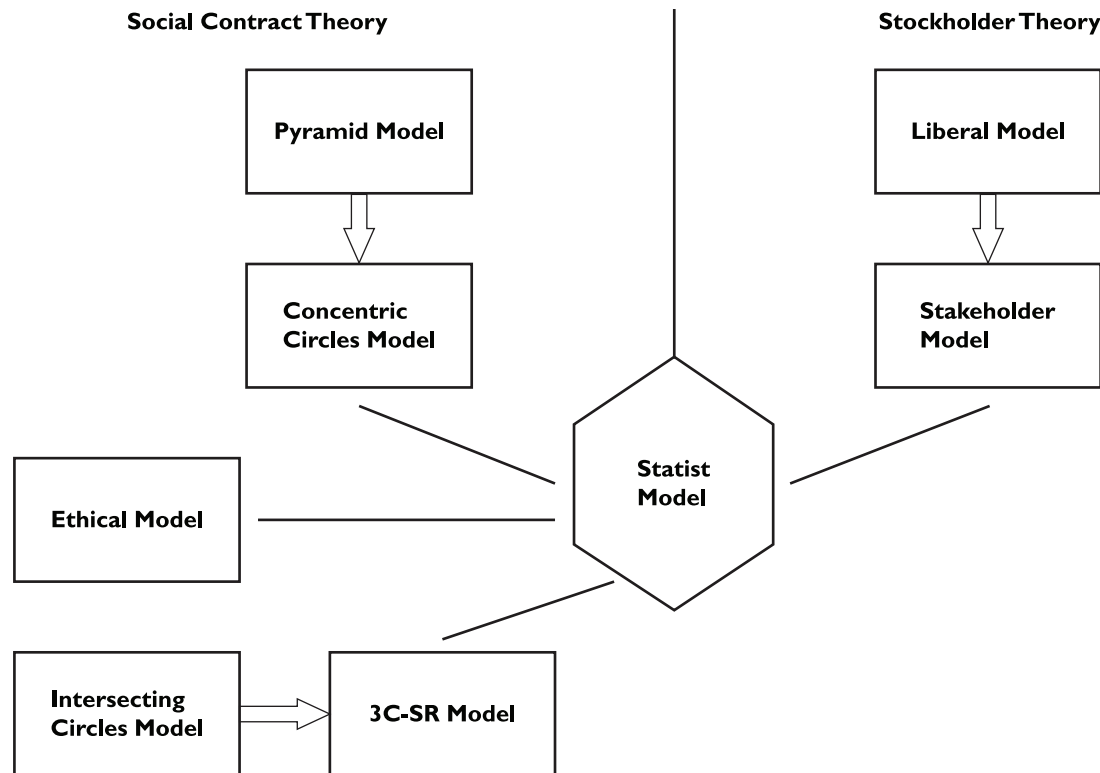 Social Contract Theory
Stockholder Theory
Pyramid Model
Liberal Model
Concentric
Circles Model
Stakeholder
Model
Statist
Model
Ethical Model
Intersecting
Circles Model
3C-SR Model